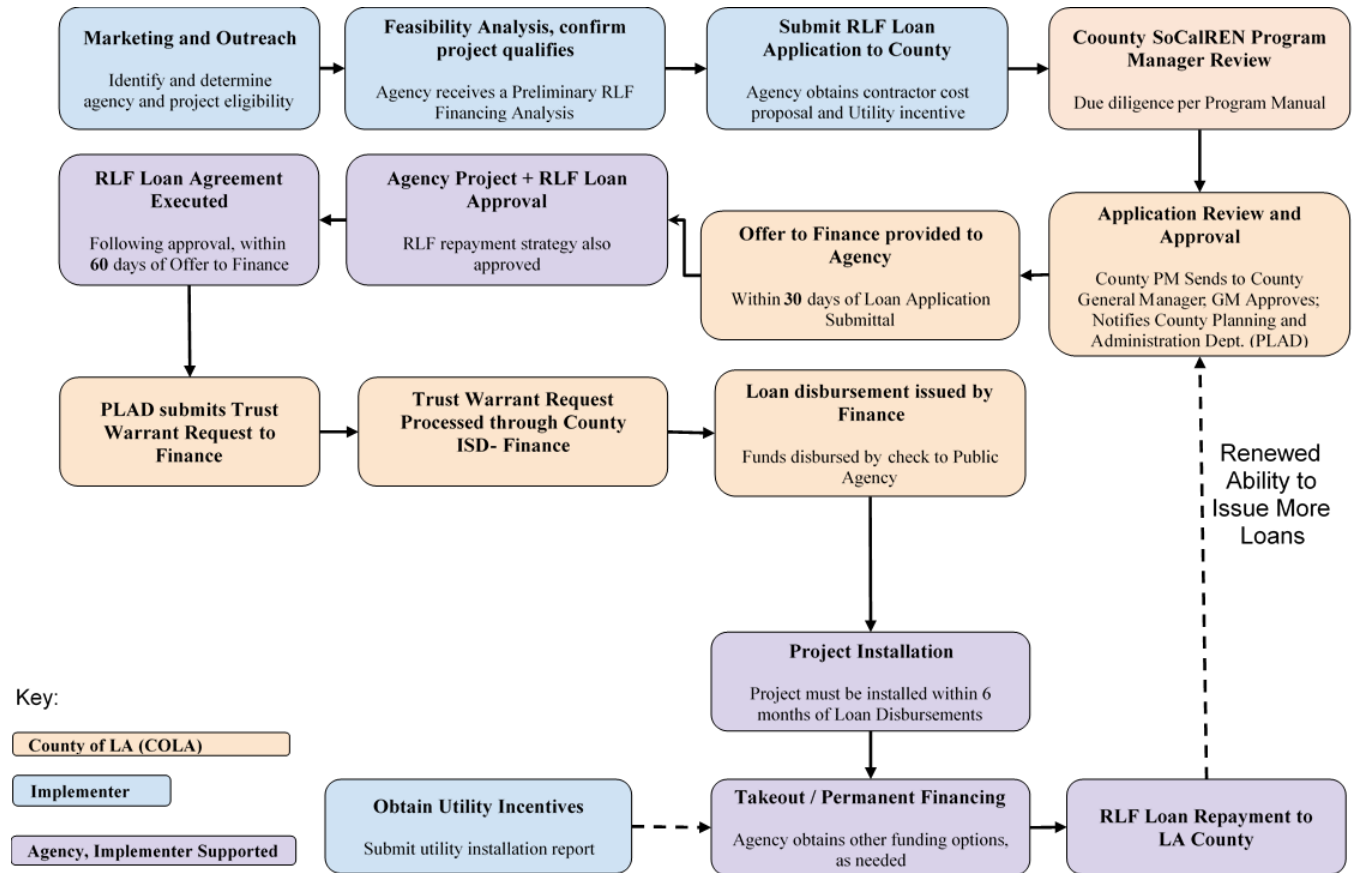 Marketing and Outreach
Identify and determine
agency and project eligibility
Feasibility Analysis, confirm
project qualifies
Agency receives a Preliminary RLF
Financing Analysis
Submit RLF Loan
Application to County
Agency obtains contractor cost
proposal and Utility incentive
Coounty SoCalREN Program
Manager Review
Due diligence per Program Manual
RLF Loan Agreement
Executed
Following approval, within
60 days of Offer to Finance
Agency Project + RLF Loan
Approval
RLF repayment strategy also
approved
Offer to Finance provided to
Agency
Within 30 days of Loan Application
Submittal
Application Review and
Approval
County PM Sends to County
General Manager; GM Approves;
Notifies County Planning and
Administration Dept. (PLAD)
PLAD submits Trust
Warrant Request to
Finance
Trust Warrant Request
Processed through County
ISD- Finance
Loan disbursement issued by
Finance
Funds disbursed by check to Public
Agency
Renewed
Ability to
Issue More
Loans
Project Installation
Project must be installed within 6
months of Loan Disbursements
Key:
County of LA (COLA)
Implementer
Agency, Implementer Supported
Obtain Utility Incentives
Submit utility installation report
Takeout / Permanent Financing
Agency obtains other funding options,
as needed
RLF Loan Repayment to
LA County